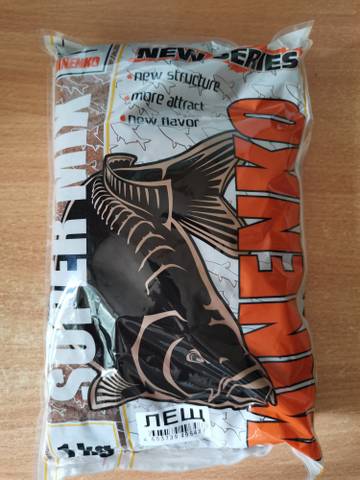 NEW SERIES
new structure
more attract
new flavor
SUPER MIX
MINENKO
ЛЕЩ
1 kg